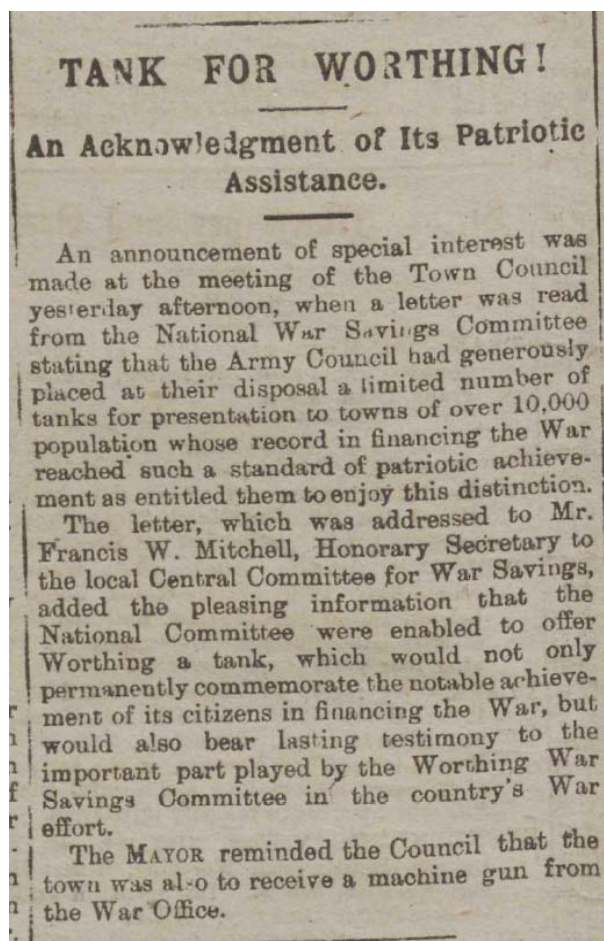 TANK FOR WORTHING!
An Acknowledgment of Its Patriotic
Assistance.
An announcement of special interest was
made at the meeting of the Town Council
yesterday afternoon, when a letter was read
from the National War Savings Committee
stating that the Army Council had generously
placed at their disposal a limited number of
tanks for presentation to towns of over 10,000
population whose record in financing the War
reached such a standard of patriotic achieve-
ment as entitled them to enjoy this distinction.
The letter, which was addressed to Mr.
Francis W. Mitchell, Honorary Secretary to
the local Central Committee for War Savings,
added the pleasing information that the
National Committee were enabled to offer
Worthing a tank, which would not only
permanently commemorate the notable achieve-
ment of its citizens in financing the War, but
would also bear lasting testimony to the
important part played by the Worthing War
Savings Committee in the country's War
effort.
The MAYOR reminded the Council that the
town was also to receive a machine gun from
the War Office.